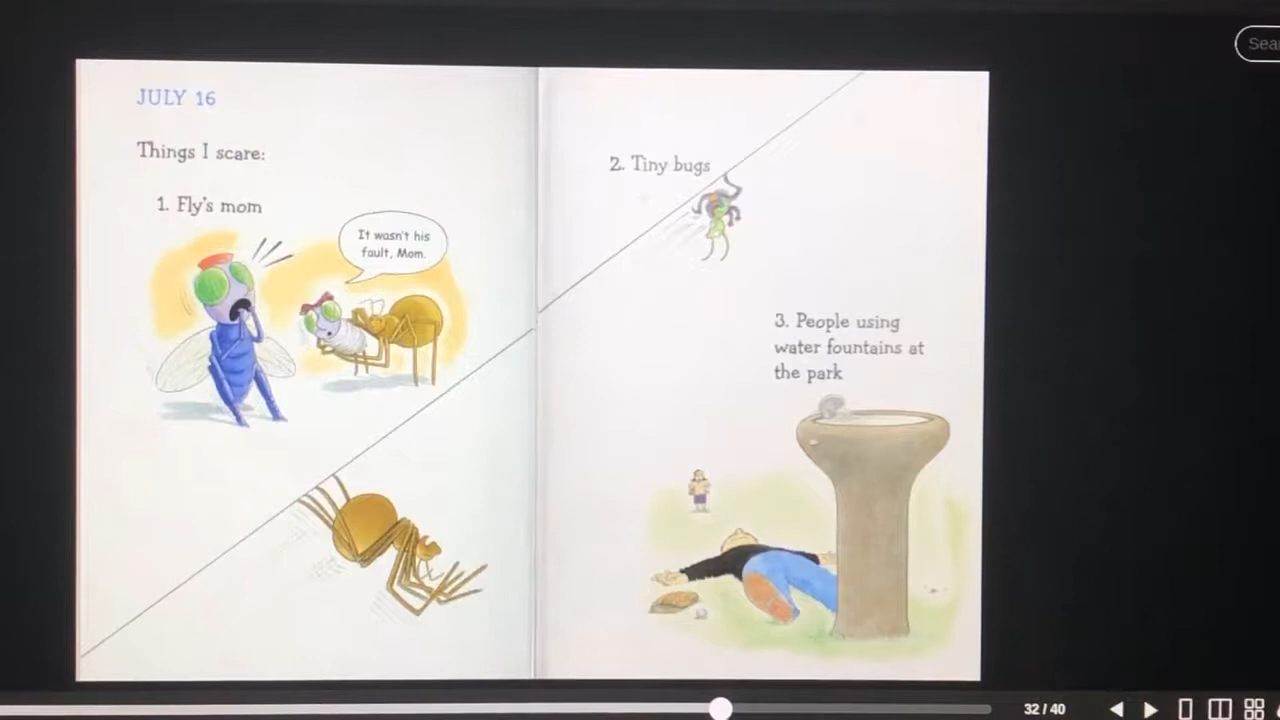 JULY 16
Things I scare:
1. Fly's mom
It wasn't his
fault, Mom.
2. Tiny bugs
3. People using
water fountains at
the park
32 / 40